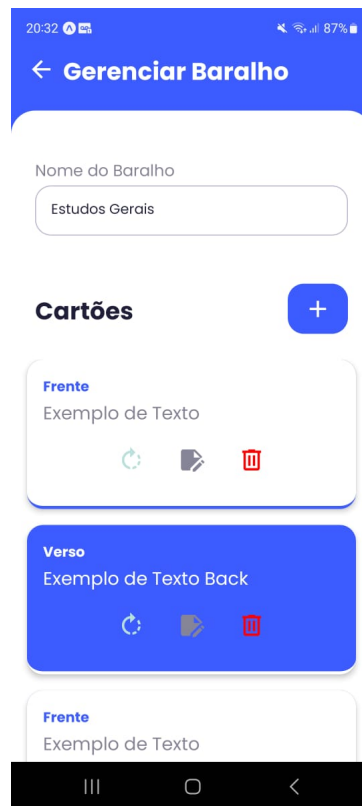 20:32
87%
Gerenciar Baralho
Nome do Baralho
Estudos Gerais
Cartões
+
Frente
Exemplo de Texto
Verso
Exemplo de Texto Back
Frente
Exemplo de Texto